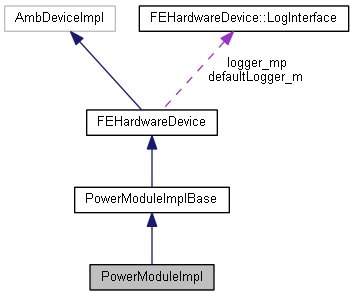 AmbDeviceImpl
FEHardwareDevice::LogInterface
logger_mp
defaultLogger_m
FEHardwareDevice
PowerModuleImplBase
PowerModuleImpl